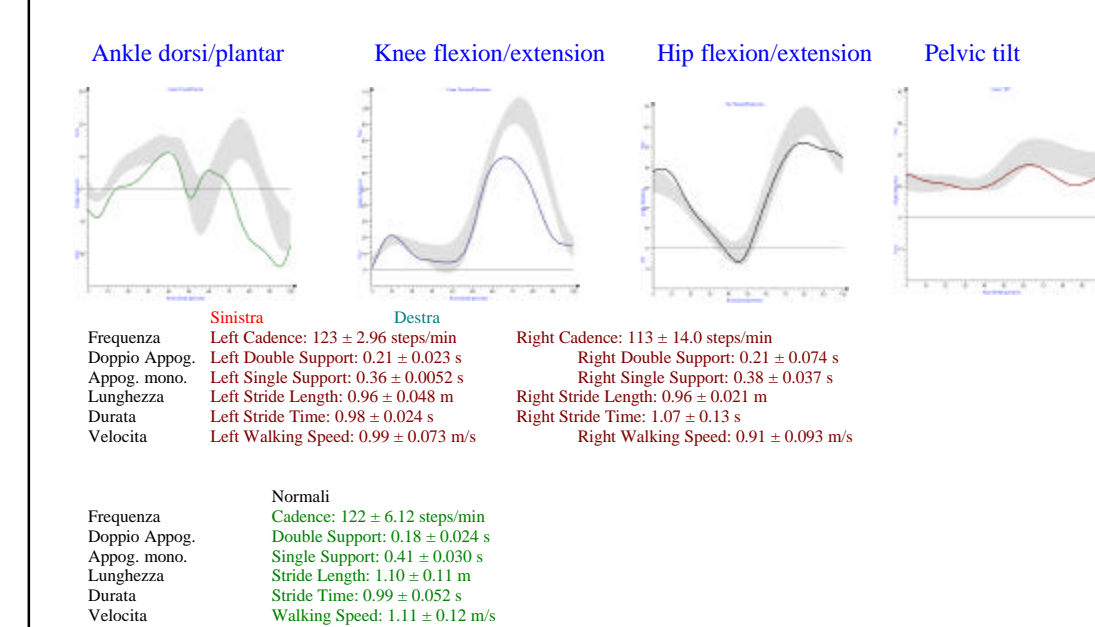 Ankle dorsi/plantar Knee flexion/extension Hip flexion/extension Pelvic tilt
Sinistra Destra
Frequenza Left Cadence: 123 ± 2.96 steps/min Right Cadence: 113 ± 14.0 steps/min
Doppio Appog. Left Double Support: 0.21 ± 0.023 s Right Double Support: 0.21 ± 0.074 s
Appog. mono. Left Single Support: 0.36 ± 0.0052 s Right Single Support: 0.38 ± 0.037 s
Lunghezza Left Stride Length: 0.96 ± 0.048 m Right Stride Length: 0.96 ± 0.021 m
Durata Left Stride Time: 0.98 ± 0.024 s Right Stride Time: 1.07 ± 0.13 s
Velocita Left Walking Speed: 0.99 ± 0.073 m/s Right Walking Speed: 0.91 ± 0.093 m/s
Normali
Frequenza Cadence: 122 ± 6.12 steps/min
Doppio Appog. Double Support: 0.18 ± 0.024 s
Appog. mono. Single Support: 0.41 ± 0.030 s
Lunghezza Stride Length: 1.10 ± 0.11 m
Durata Stride Time: 0.99 ± 0.052 s
Velocita Walking Speed: 1.11 ± 0.12 m/s